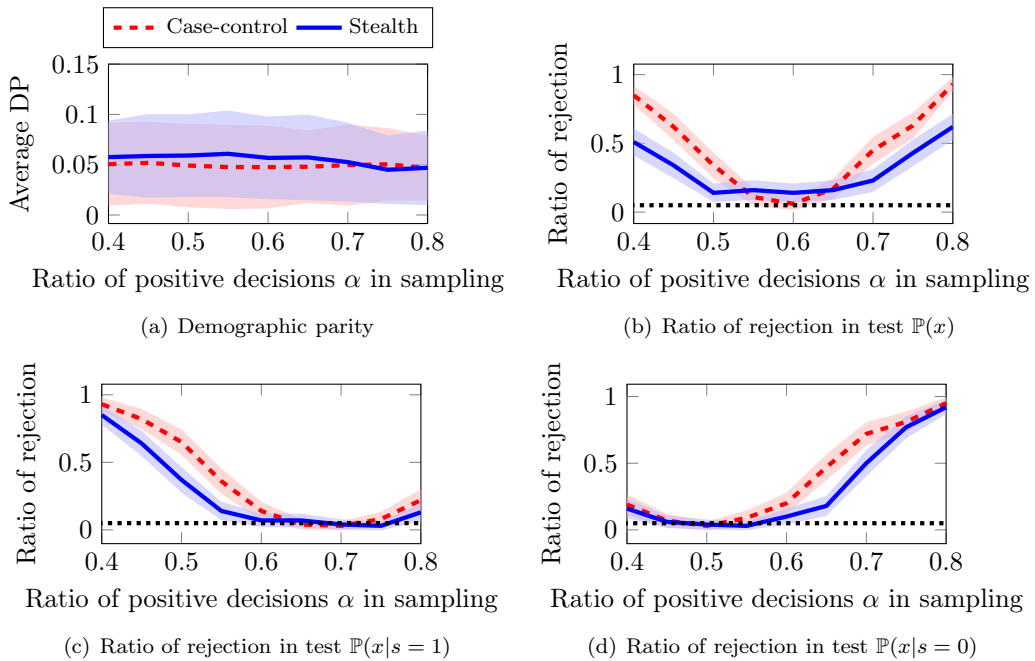 Case-control Stealth
Average DP
0.15
0.1
0.05
0
0.4 0.5 0.6 0.7 0.8
Ratio of positive decisions α in sampling
(a) Demographic parity
Ratio of rejection
1
0.5
0
0.4 0.5 0.6 0.7 0.8
Ratio of positive decisions α in sampling
(b) Ratio of rejection in test ℙ(x)
Ratio of rejection
1
0.5
0
0.4 0.5 0.6 0.7 0.8
Ratio of positive decisions α in sampling
(c) Ratio of rejection in test ℙ(x|s = 1)
Ratio of rejection
1
0.5
0
0.4 0.5 0.6 0.7 0.8
Ratio of positive decisions α in sampling
(d) Ratio of rejection in test ℙ(x|s = 0)